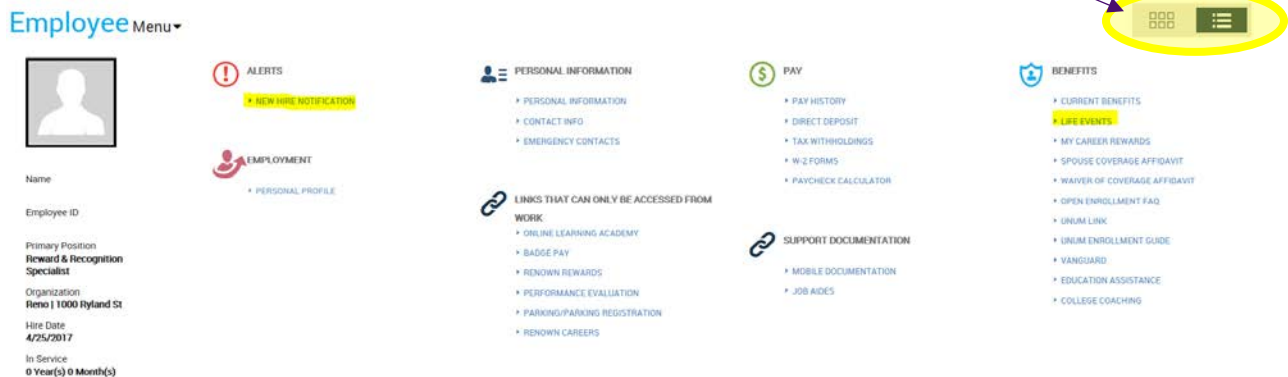 Employee Menu
Name
Employee ID
Primary Position
Reward & Recognition
Specialist
Organization
Reno | 1000 Ryland St
Hire Date
4/25/2017
In Service
0 Year(s) 0 Month(s)
ALERTS
NEW HIRE NOTIFICATION
EMPLOYMENT
PERSONAL PROFILE
PERSONAL INFORMATION
PERSONAL INFORMATION
CONTACT INFO
EMERGENCY CONTACTS
LINKS THAT CAN ONLY BE ACCESSED FROM
WORK
ONLINE LEARNING ACADEMY
BADGE PAY
RENOWN REWARDS
PERFORMANCE EVALUATION
PARKING/PARKING REGISTRATION
RENOWN CAREERS
PAY
PAY HISTORY
DIRECT DEPOSIT
TAX WITHHOLDINGS
W-2 FORMS
PAYCHECK CALCULATOR
SUPPORT DOCUMENTATION
MOBILE DOCUMENTATION
JOB AIDES
BENEFITS
CURRENT BENEFITS
LIFE EVENTS
MY CAREER REWARDS
SPOUSE COVERAGE AFFIDAVIT
WAIVER OF COVERAGE AFFIDAVIT
OPEN ENROLLMENT FAQ
UNUM LINK
UNUM ENROLLMENT GUIDE
VANGUARD
EDUCATION ASSISTANCE
COLLEGE COACHING